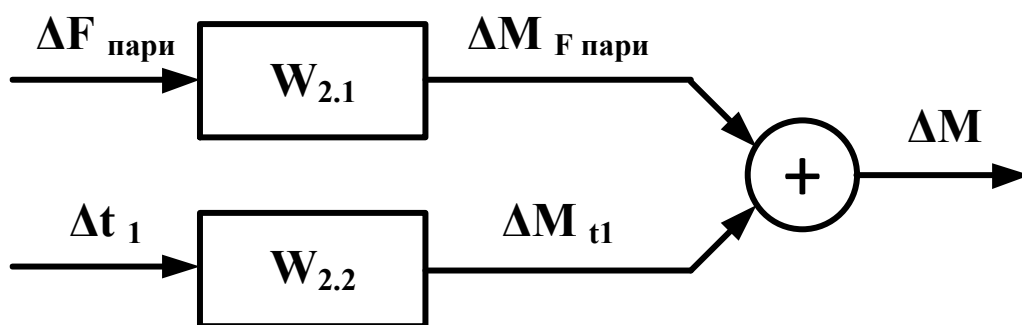 ΔF пари
W2.1
ΔM F пари
ΔM
+
Δt 1
W2.2
ΔM t1